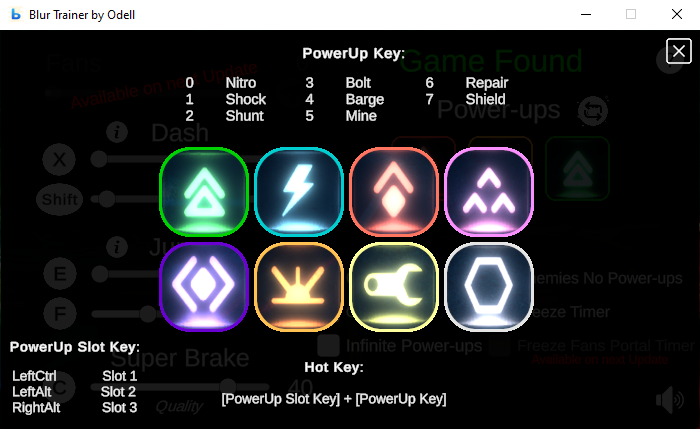 Blur Trainer by Odell
PowerUp Key:
Fans
Game Found
Available on next Update
0 Nitro 3 Bolt 6 Repair
1 Shock 4 Barge 7 Shield
2 Shunt 5 Mine
Power-ups
Dash
X
Shift
E
F
Enemies No Power-ups
Freeze Timer
PowerUp Slot Key:
Infinite Power-ups
Freeze Fans Portal Timer
Available on next Update
Super Brake
Hot Key:
LeftCtrl Slot 1
LeftAlt Slot 2
RightAlt Slot 3
C
40
Quality
[PowerUp Slot Key] + [PowerUp Key]